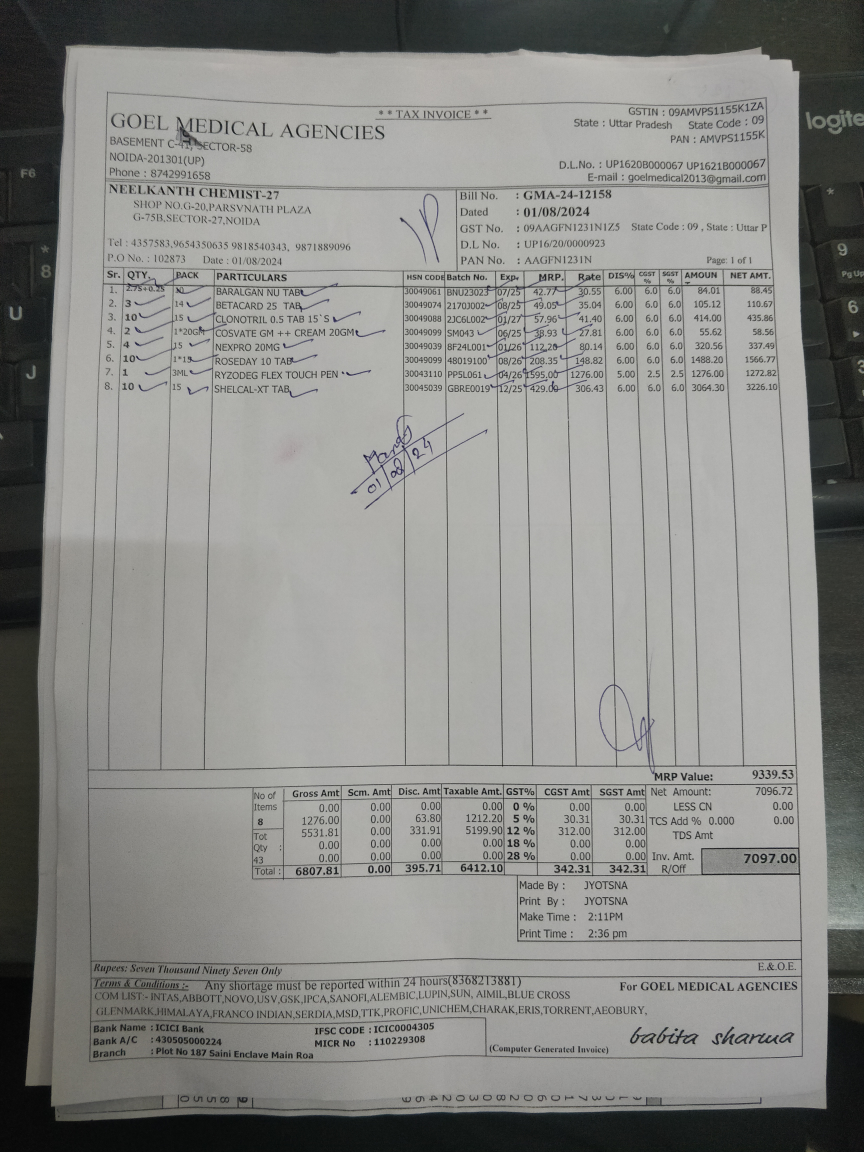 * * TAX INVOICE * *
GSTIN : 09AMVPS1155K1ZA
State : Uttar Pradesh State Code : 09
PAN : AMVPS1155K
GOEL MEDICAL AGENCIES
BASEMENT C-41, SECTOR-58
NOIDA-201301(UP)
Phone : 8742991658
D.L.No. : UP1620B000067 UP1621B000067
E-mail : goelmedical2013@gmail.com
NEELKANTH CHEMIST-27
SHOP NO.G-20,PARSVNATH PLAZA
G-75B,SECTOR-27,NOIDA
Tel : 4357583,9654350635 9818540343, 9871889096
P.O No. : 102873 Date : 01/08/2024
Bill No. : GMA-24-12158
Dated : 01/08/2024
GST No. : 09AAGFN1231N1Z5 State Code : 09 , State : Uttar P
D.L No. : UP16/20/0000923
PAN No. : AAGFN1231N Page: 1 of 1
Sr. QTY. PACK PARTICULARS HSN CODE Batch No. Exp. MRP. Rate DIS% CGST % SGST % AMOUN NET AMT.
1. 2.75+0.25 BARALGAN NU TAB 30049061 BNU23023 07/25 42.77 30.55 6.00 6.0 6.0 84.01 88.45
2. 3 14 BETACARD 25 TAB 30049074 21703002 08/25 49.05 35.04 6.00 6.0 6.0 105.12 110.67
3. 10 15 CLONOTRIL 0.5 TAB 15`S 30049088 2JC6L002 01/27 57.96 41.40 6.00 6.0 6.0 414.00 435.86
4. 2 1*20GM COSVATE GM ++ CREAM 20GM 30049099 SM043 06/25 38.93 27.81 6.00 6.0 6.0 55.62 58.56
5. 4 15 NEXPRO 20MG 30049039 BF24L001 01/26 112.20 80.14 6.00 6.0 6.0 320.56 337.49
6. 10 1*15 ROSEDAY 10 TAB 30049099 48019100 08/26 208.35 148.82 6.00 6.0 6.0 1488.20 1566.77
7. 1 3ML RYZODEG FLEX TOUCH PEN 30043110 PP5L061 04/26 1595.00 1276.00 5.00 2.5 2.5 1276.00 1272.82
8. 10 15 SHELCAL-XT TAB 30045039 GBRE0019 12/25 429.00 306.43 6.00 6.0 6.0 3064.30 3226.10
01/08/24
MRP Value: 9339.53
No of Items 8
Tot Qty : 43
Gross Amt Scm. Amt Disc. Amt Taxable Amt. GST% CGST Amt SGST Amt
0.00 0.00 0.00 0.00 0 % 0.00 0.00
1276.00 0.00 63.80 1212.20 5 % 30.31 30.31
5531.81 0.00 331.91 5199.90 12 % 312.00 312.00
0.00 0.00 0.00 0.00 18 % 0.00 0.00
0.00 0.00 0.00 0.00 28 % 0.00 0.00
Total : 6807.81 0.00 395.71 6412.10 342.31 342.31
Net Amount: 7096.72
LESS CN 0.00
TCS Add % 0.000 0.00
TDS Amt
Inv. Amt. R/Off 7097.00
Made By : JYOTSNA
Print By : JYOTSNA
Make Time : 2:11PM
Print Time : 2:36 pm
Rupees: Seven Thousand Ninety Seven Only E.& O.E.
Terms & Conditions :- Any shortage must be reported within 24 hours(8368213881)
COM LIST:- INTAS,ABBOTT,NOVO,USV,GSK,IPCA,SANOFI,ALEMBIC,LUPIN,SUN, AIMIL,BLUE CROSS
GLENMARK,HIMALAYA,FRANCO INDIAN,SERDIA,MSD,TTK,PROFIC,UNICHEM,CHARAK,ERIS,TORRENT,AEOBURY,
For GOEL MEDICAL AGENCIES
Bank Name : ICICI Bank IFSC CODE : ICIC0004305
Bank A/C : 430505000224 MICR No : 110229308
Branch : Plot No 187 Saini Enclave Main Roa
(Computer Generated Invoice)
babita sharma
logite
F6
U
J
* 8
9
Pg Up
6